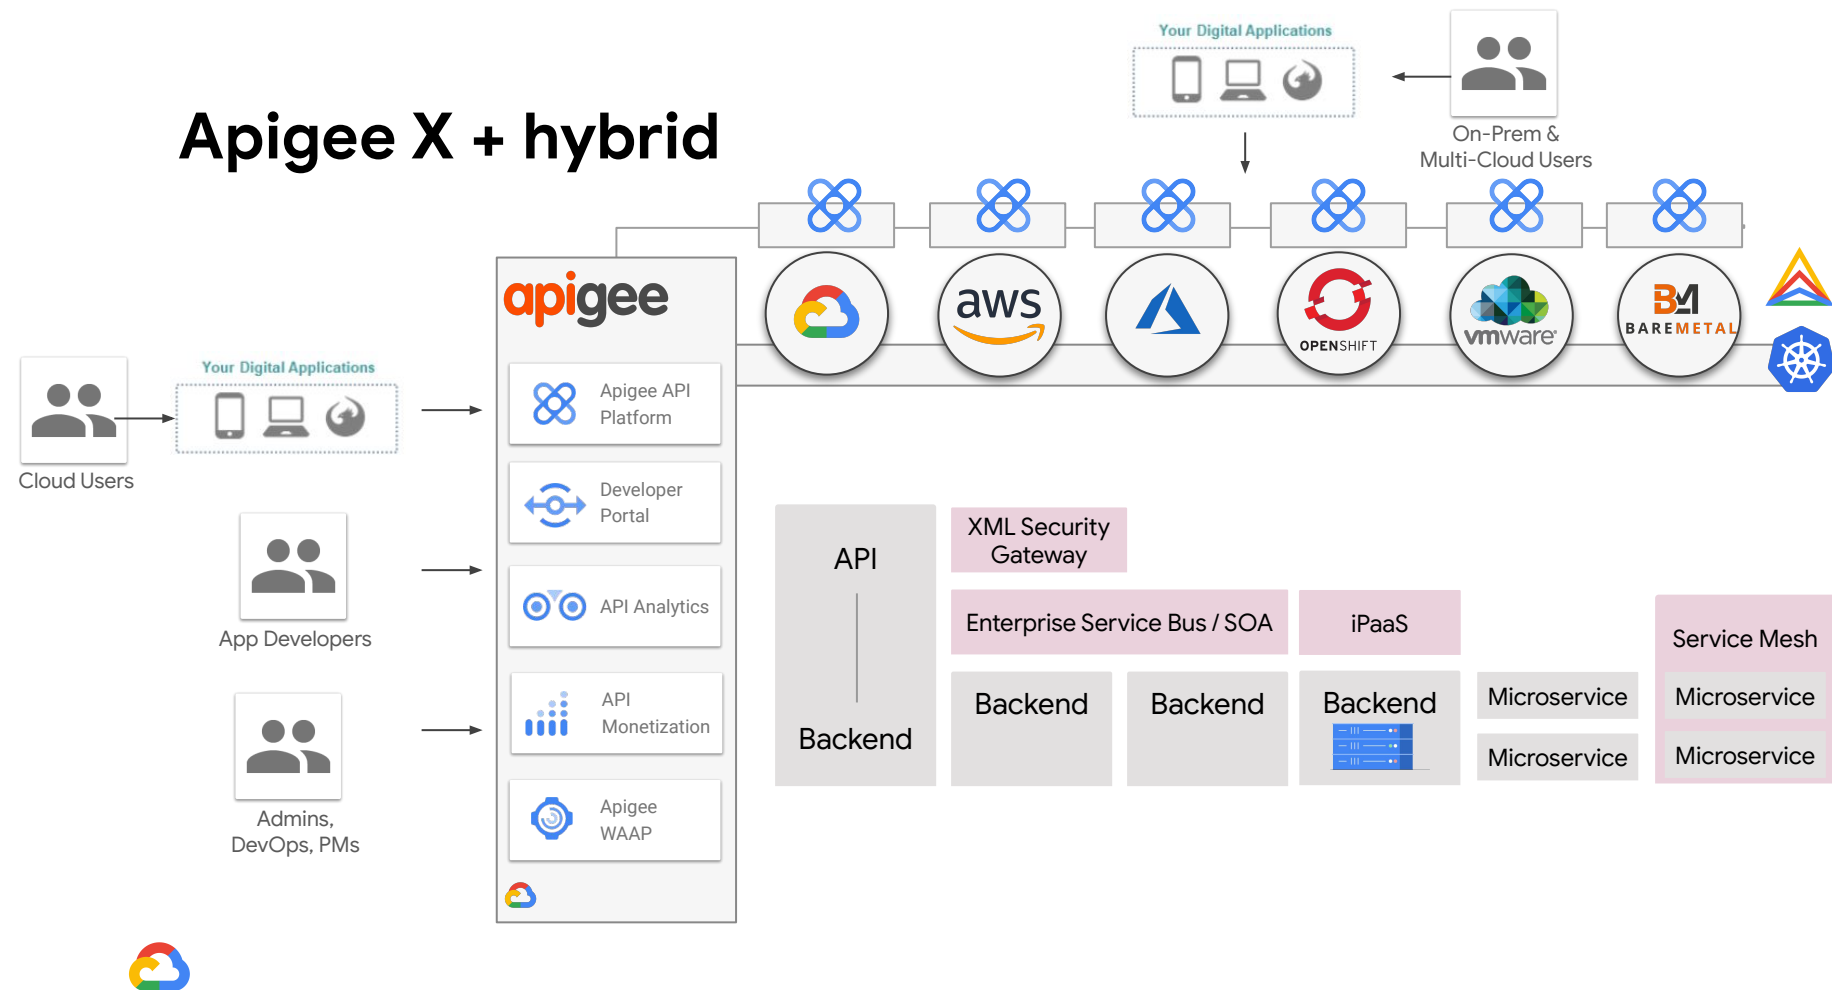 Your Digital Applications
On-Prem &
Multi-Cloud Users
Apigee X + hybrid
apigee
aws
OPENSHIFT
vmware®
BM
BAREMETAL
Your Digital Applications
Cloud Users
App Developers
Admins,
DevOps, PMs
Apigee API
Platform
Developer
Portal
API Analytics
API
Monetization
Apigee
WAAP
API
Backend
XML Security
Gateway
Enterprise Service Bus / SOA
iPaaS
Service Mesh
Backend
Backend
Backend
Microservice
Microservice
Microservice
Microservice